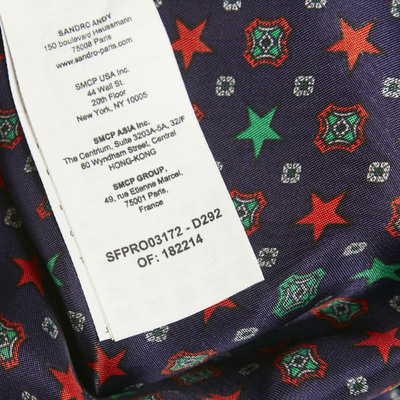 SANDRO ANDY
150 boulevard Haussmann
75008 Paris
www.sandro-paris.com
SMCP USA Inc.
44 Wall St.
20th Floor
New York, NY 10005
SMCP ASIA Inc.
The Centrium, Suite 3203A-5A, 32/F
60 Wyndham Street, Central
HONG-KONG
SMCP GROUP,
49, rue Etienne Marcel,
75001 Paris,
France
SFPRO03172 - D292
OF: 182214